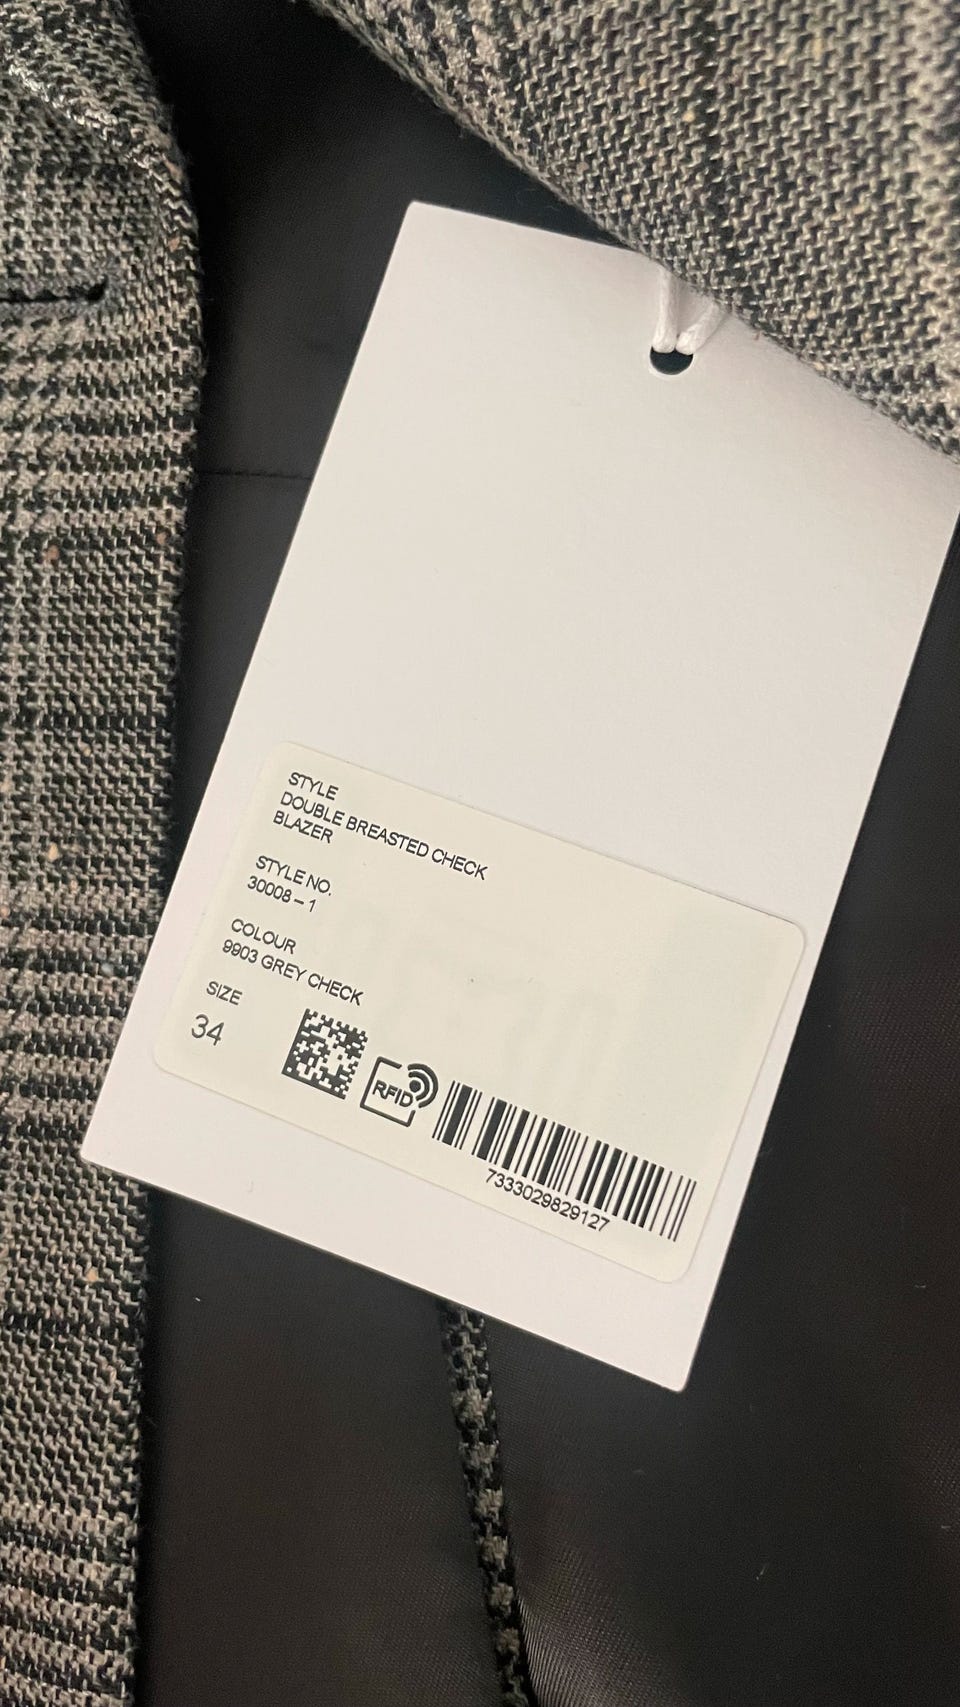 STYLE
DOUBLE BREASTED CHECK
BLAZER
STYLE NO.
30008 – 1
COLOUR
9903 GREY CHECK
SIZE
34
RFID
7333029829127